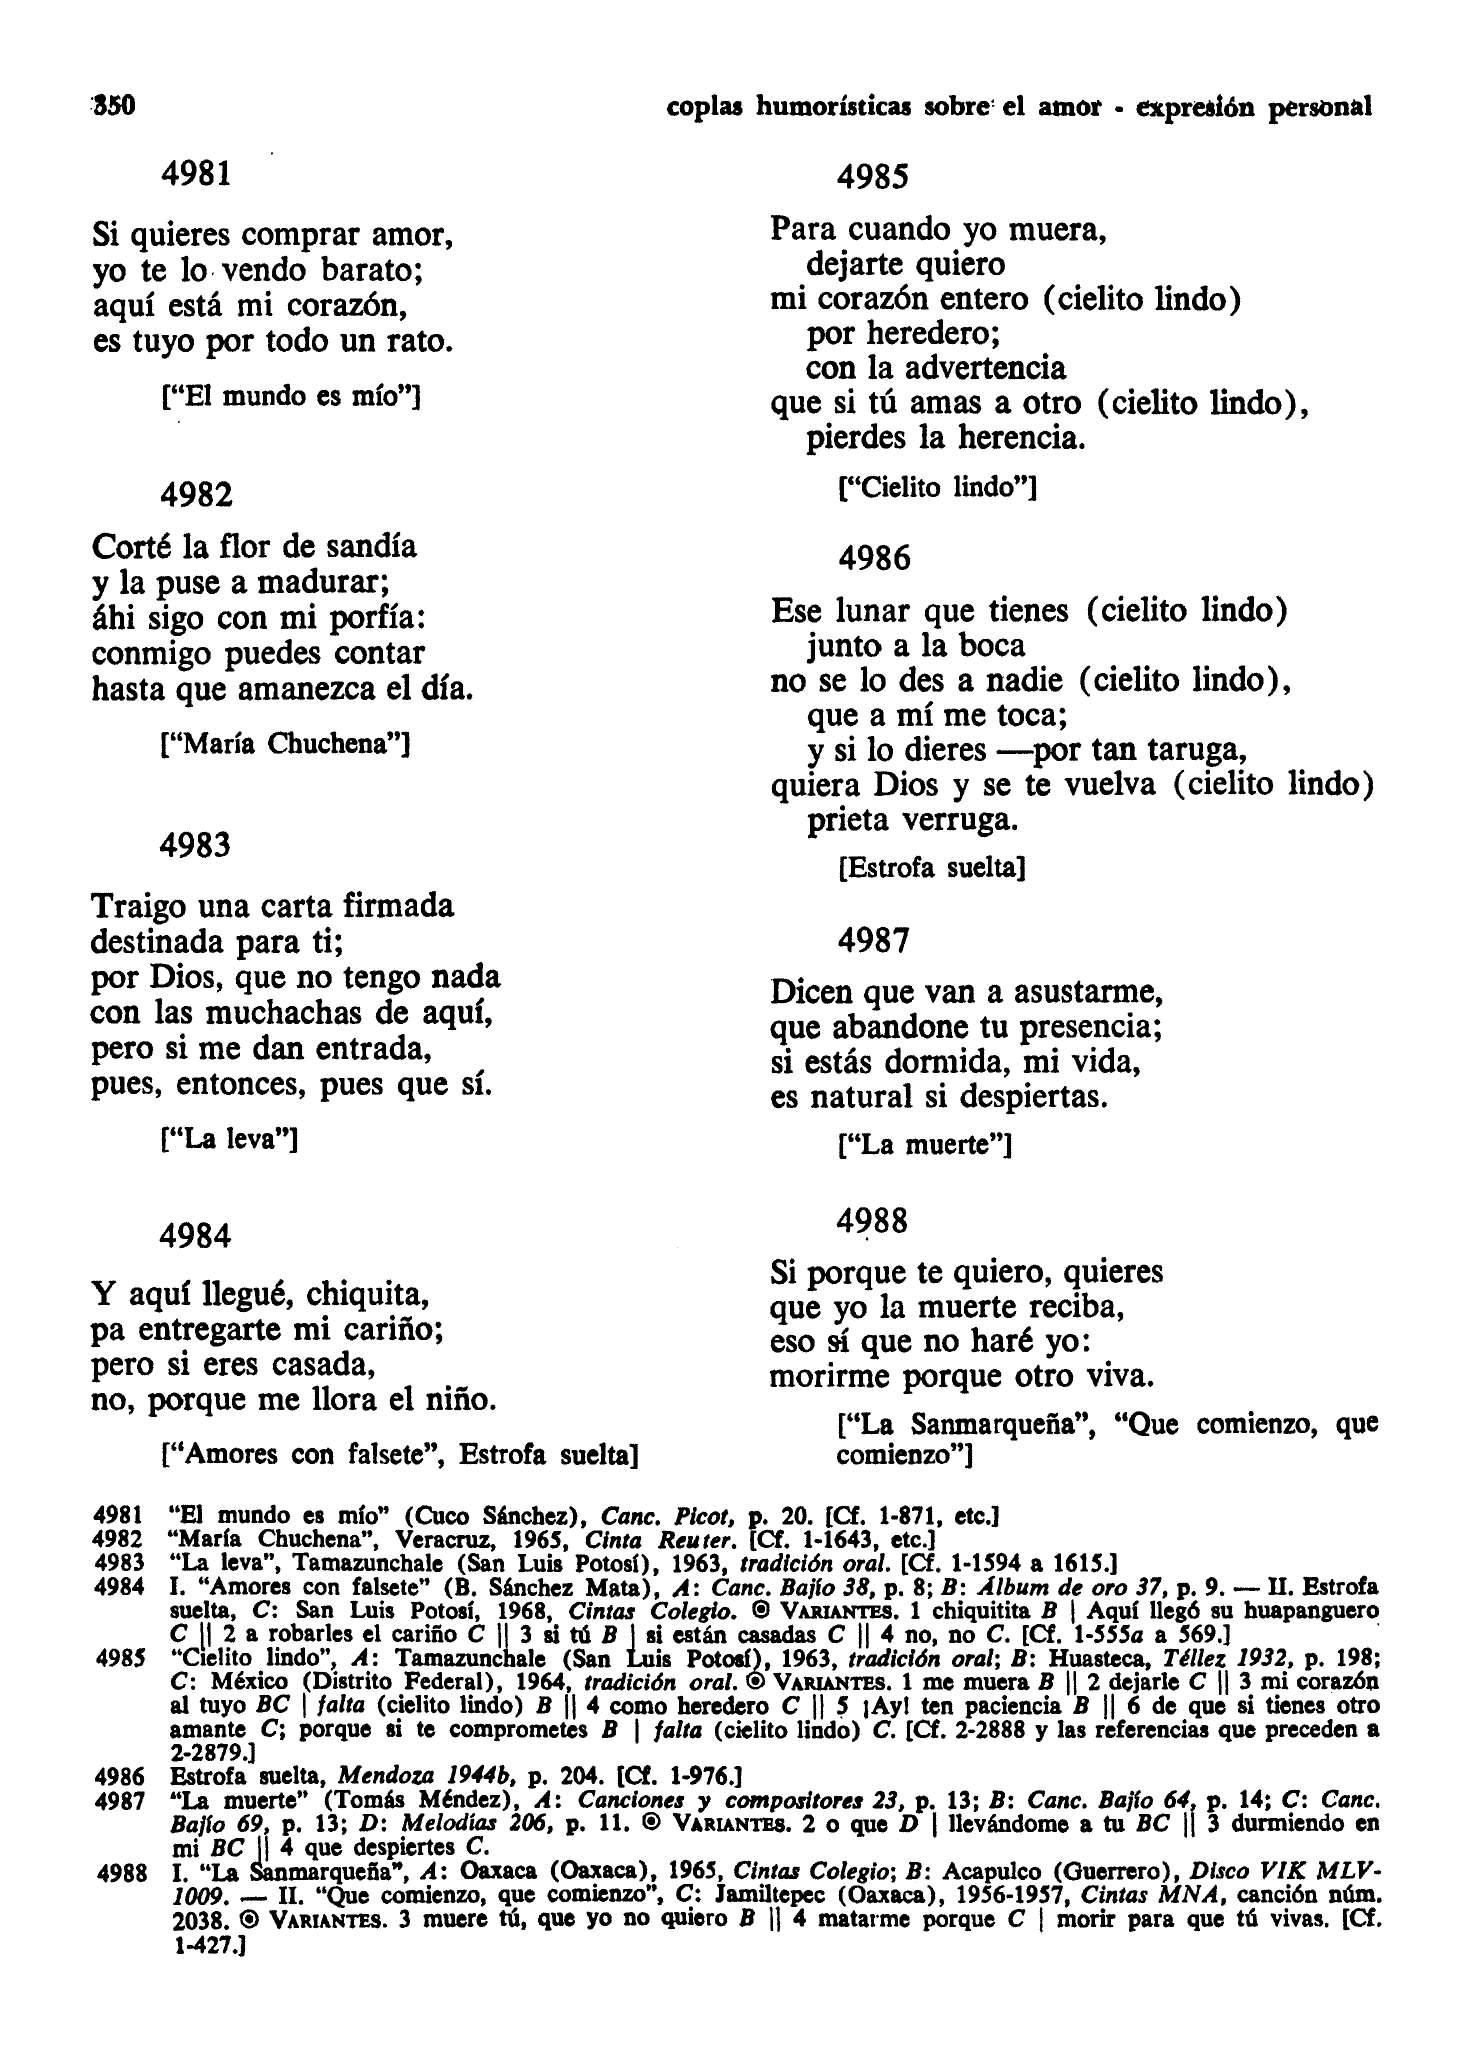 350
coplas humorísticas sobre el amor - expresión personal
4981
Si quieres comprar amor,
yo te lo vendo barato;
aquí está mi corazón,
es tuyo por todo un rato.
[“El mundo es mío”]
4982
Corté la flor de sandía
y la puse a madurar;
áhi sigo con mi porfía:
conmigo puedes contar
hasta que amanezca el día.
[“María Chuchena”]
4983
Traigo una carta firmada
destinada para ti;
por Dios, que no tengo nada
con las muchachas de aquí,
pero si me dan entrada,
pues, entonces, pues que sí.
[“La leva”]
4984
Y aquí llegué, chiquita,
pa entregarte mi cariño;
pero si eres casada,
no, porque me llora el niño.
[“Amores con falsete”, Estrofa suelta]
4985
Para cuando yo muera,
dejarte quiero
mi corazón entero (cielito lindo)
por heredero;
con la advertencia
que si tú amas a otro (cielito lindo),
pierdes la herencia.
[“Cielito lindo”]
4986
Ese lunar que tienes (cielito lindo)
junto a la boca
no se lo des a nadie (cielito lindo),
que a mí me toca;
y si lo dieres —por tan taruga,
quiera Dios y se te vuelva (cielito lindo)
prieta verruga.
[Estrofa suelta]
4987
Dicen que van a asustarme,
que abandone tu presencia;
si estás dormida, mi vida,
es natural si despiertas.
[“La muerte”]
4988
Si porque te quiero, quieres
que yo la muerte reciba,
eso sí que no haré yo:
morirme porque otro viva.
[“La Sanmarqueña”, “Que comienzo, que
comienzo”]
4981 “El mundo es mío” (Cuco Sánchez), Canc. Picot, p. 20. [Cf. 1-871, etc.]
4982 “María Chuchena”, Veracruz, 1965, Cinta Reuter. [Cf. 1-1643, etc.]
4983 “La leva”, Tamazunchale (San Luis Potosí), 1963, tradición oral. [Cf. 1-1594 a 1615.]
4984 I. “Amores con falsete” (B. Sánchez Mata), A: Canc. Bajío 38, p. 8; B: Álbum de oro 37, p. 9. — II. Estrofa
suelta, C: San Luis Potosí, 1968, Cintas Colegio. ⊙ VARIANTES. 1 chiquitita B | Aquí llegó su huapanguero
C || 2 a robarles el cariño C || 3 si tú B | si están casadas C || 4 no, no C. [Cf. 1-555a a 569.]
4985 “Cielito lindo”, A: Tamazunchale (San Luis Potosí), 1963, tradición oral; B: Huasteca, Téllez 1932, p. 198;
C: México (Distrito Federal), 1964, tradición oral. ⊙ VARIANTES. 1 me muera B || 2 dejarle C || 3 mi corazón
al tuyo BC | falta (cielito lindo) B || 4 como heredero C || 5 ¡Ay! ten paciencia B || 6 de que si tienes otro
amante C; porque si te comprometes B | falta (cielito lindo) C. [Cf. 2-2888 y las referencias que preceden a
2-2879.]
4986 Estrofa suelta, Mendoza 1944b, p. 204. [Cf. 1-976.]
4987 “La muerte” (Tomás Méndez), A: Canciones y compositores 23, p. 13; B: Canc. Bajío 64, p. 14; C: Canc.
Bajío 69, p. 13; D: Melodías 206, p. 11. ⊙ VARIANTES. 2 o que D | llevándome a tu BC || 3 durmiendo en
mi BC || 4 que despiertes C.
4988 I. “La Sanmarqueña”, A: Oaxaca (Oaxaca), 1965, Cintas Colegio; B: Acapulco (Guerrero), Disco VIK MLV-
1009. — II. “Que comienzo, que comienzo”, C: Jamiltepec (Oaxaca), 1956-1957, Cintas MNA, canción núm.
2038. ⊙ VARIANTES. 3 muere tú, que yo no quiero B || 4 matarme porque C | morir para que tú vivas. [Cf.
1-427.]